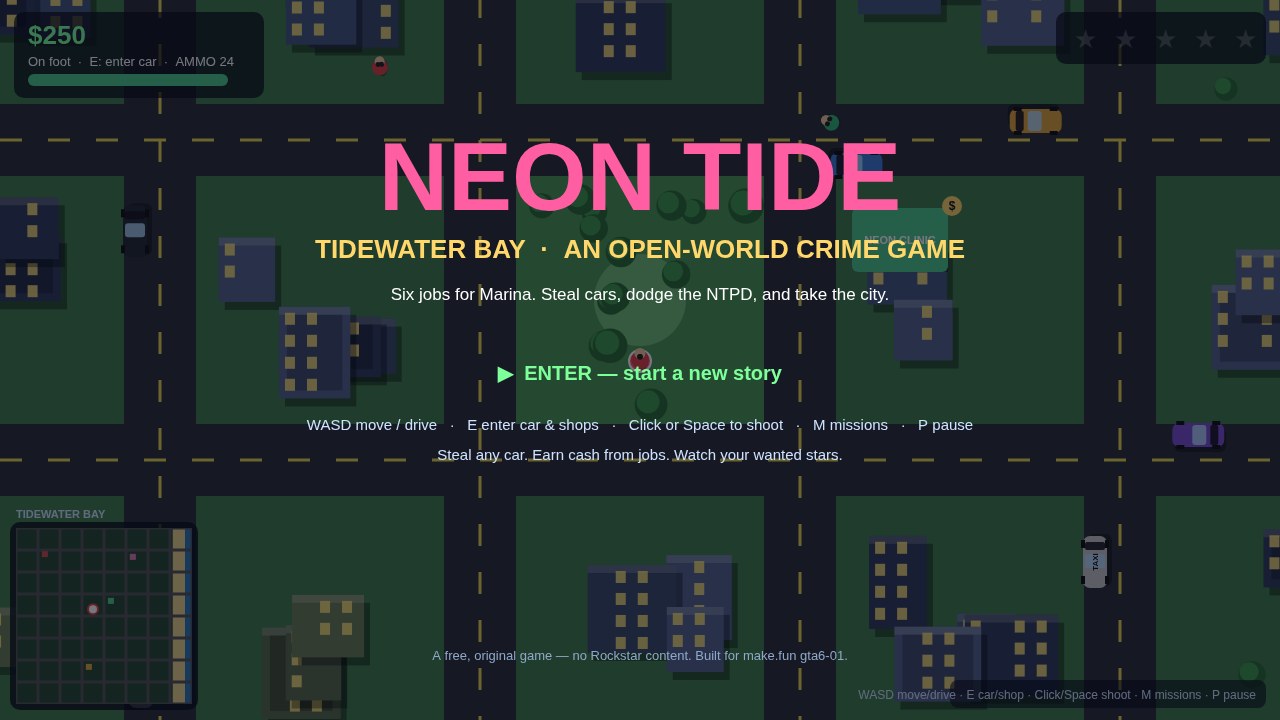 $250
On foot · E: enter car · AMMO 24
★ ★ ★ ★ ★
NEON TIDE
$
NEON CLINIC
TIDEWATER BAY · AN OPEN-WORLD CRIME GAME
Six jobs for Marina. Steal cars, dodge the NTPD, and take the city.
▶ ENTER — start a new story
WASD move / drive · E enter car & shops · Click or Space to shoot · M missions · P pause
Steal any car. Earn cash from jobs. Watch your wanted stars.
TIDEWATER BAY
TAXI
A free, original game — no Rockstar content. Built for make.fun gta6-01.
WASD move/drive · E car/shop · Click/Space shoot · M missions · P pause